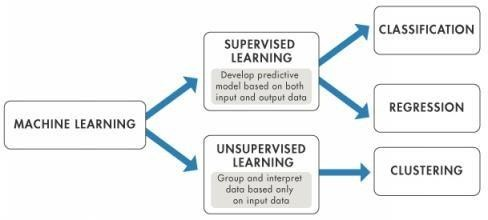 MACHINE LEARNING
SUPERVISED
LEARNING
Develop predictive
model based on both
input and output data
CLASSIFICATION
REGRESSION
UNSUPERVISED
LEARNING
Group and interpret
data based only
on input data
CLUSTERING